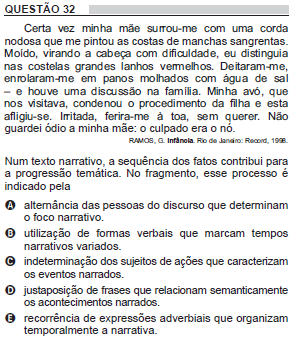 QUESTÃO 32
Certa vez minha mãe surrou-me com uma corda
nodosa que me pintou as costas de manchas sangrentas.
Moído, virando a cabeça com dificuldade, eu distinguia
nas costelas grandes lanhos vermelhos. Deitaram-me,
enrolaram-me em panos molhados com água de sal
– e houve uma discussão na família. Minha avó, que
nos visitava, condenou o procedimento da filha e esta
afligiu-se. Irritada, ferira-me à toa, sem querer. Não
guardei ódio a minha mãe: o culpado era o nó.
RAMOS, G. Infância. Rio de Janeiro: Record, 1998.
Num texto narrativo, a sequência dos fatos contribui para
a progressão temática. No fragmento, esse processo é
indicado pela
A alternância das pessoas do discurso que determinam
o foco narrativo.
B utilização de formas verbais que marcam tempos
narrativos variados.
C indeterminação dos sujeitos de ações que caracterizam
os eventos narrados.
D justaposição de frases que relacionam semanticamente
os acontecimentos narrados.
E recorrência de expressões adverbiais que organizam
temporalmente a narrativa.